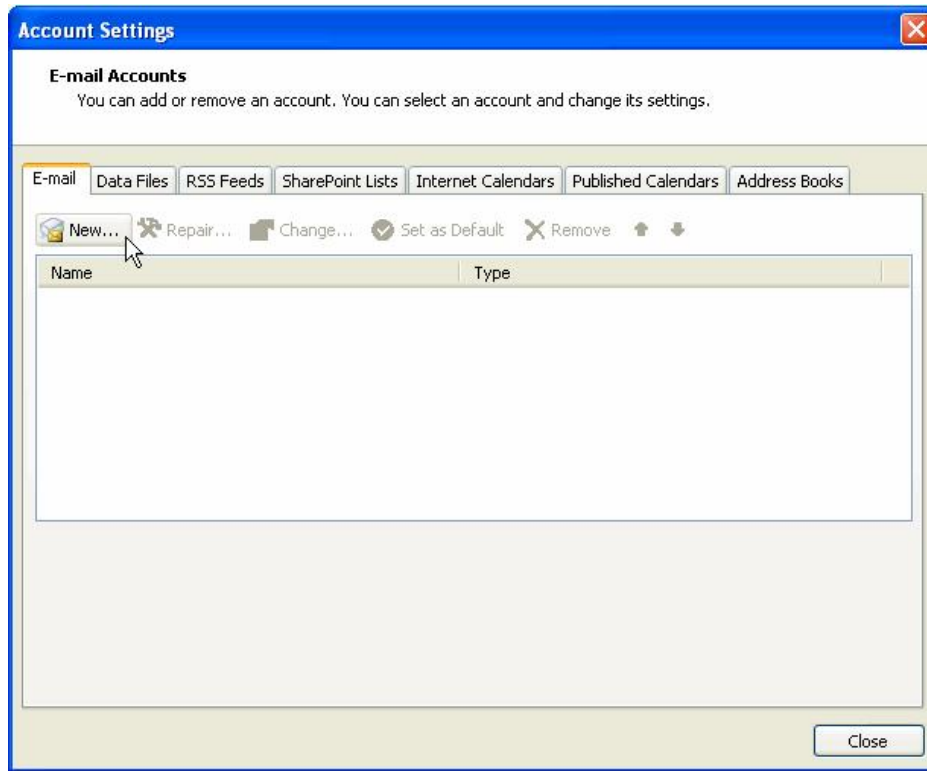 Account Settings
E-mail Accounts
You can add or remove an account. You can select an account and change its settings.
E-mail Data Files RSS Feeds SharePoint Lists Internet Calendars Published Calendars Address Books
New... Repair... Change... Set as Default Remove
Name Type
Close